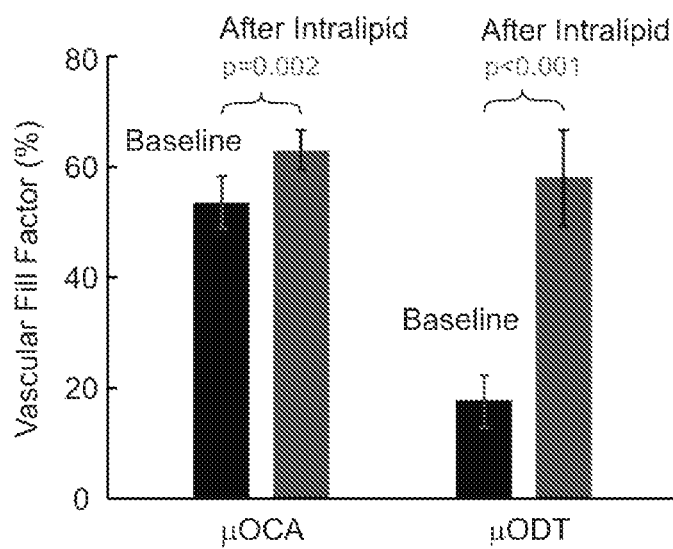 After Intralipid
p=0.002
After Intralipid
p<0.001
80
60
40
20
0
Vascular Fill Factor (%)
Baseline
Baseline
μOCA
μODT